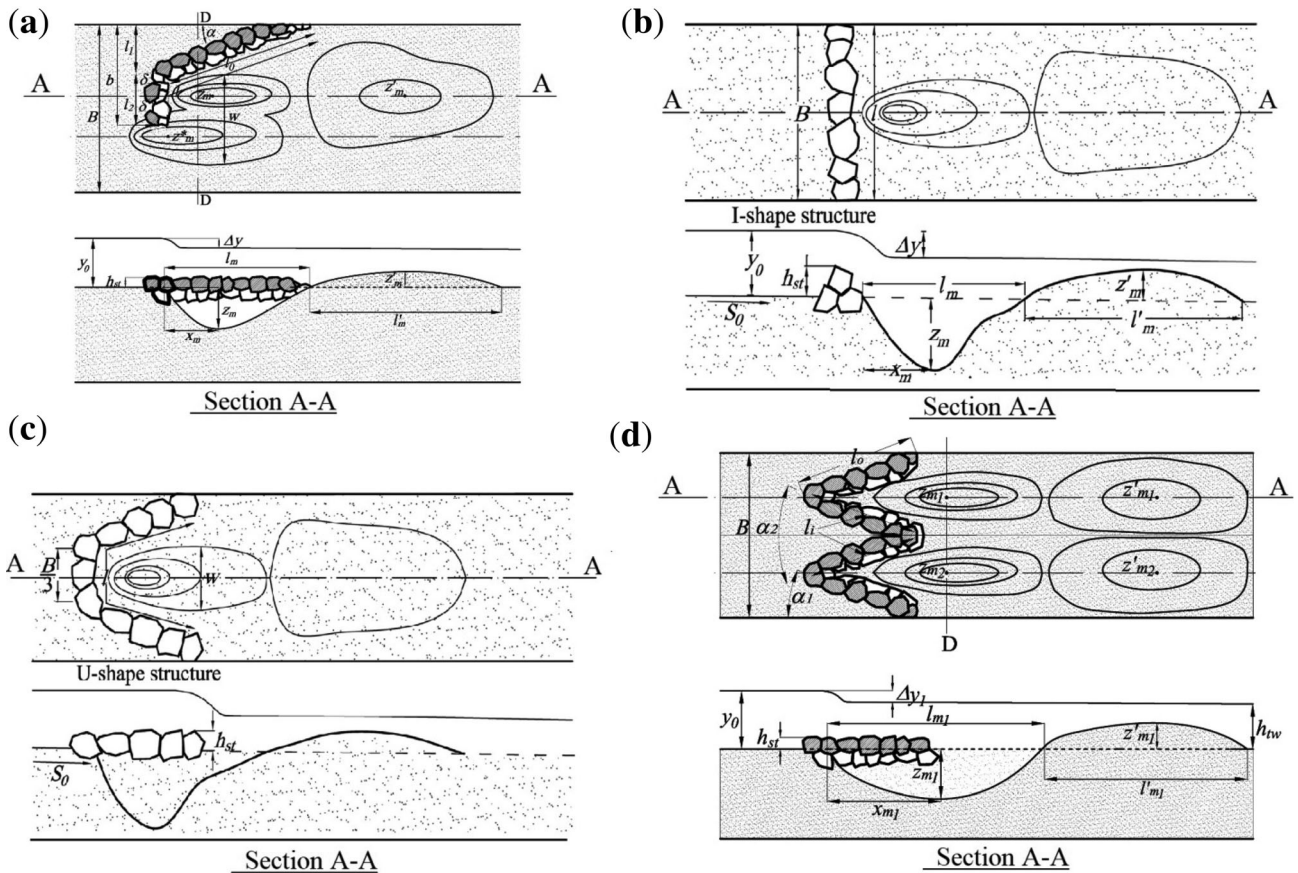 (a)
D
α
l₁
b
B
δ
l₂
δ
l₀
A
A
zₘ
z'ₘ
w
z*ₘ
D
Δy
y₀
lₘ
hₛₜ
z'ₘ
zₘ
xₘ
l'ₘ
Section A-A
(b)
A
A
B
l
I-shape structure
Δy
y₀
hₛₜ
lₘ
z'ₘ
S₀
l'ₘ
zₘ
xₘ
Section A-A
(c)
A
A
B
3
l
w
U-shape structure
hₛₜ
S₀
Section A-A
(d)
l₀
A
A
zₘ₁
z'ₘ₁
B
α₂
lᵢ
zₘ₂
z'ₘ₂
α₁
D
Δy₁
y₀
lₘ₁
hₛₜ
z'ₘ₁
h_tw
zₘ₁
xₘ₁
l'ₘ₁
Section A-A